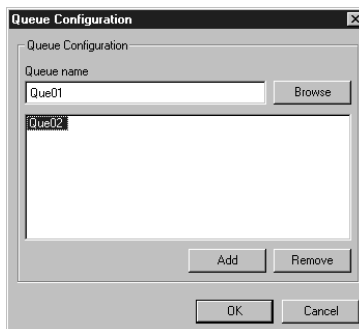 Queue Configuration
Queue Configuration
Queue name
Que01
Browse
Que02
Add
Remove
OK
Cancel